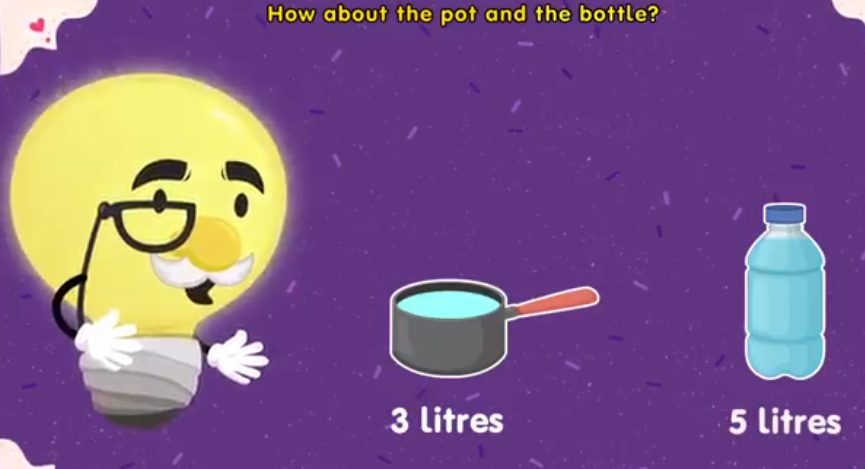 How about the pot and the bottle?
3 litres
5 litres